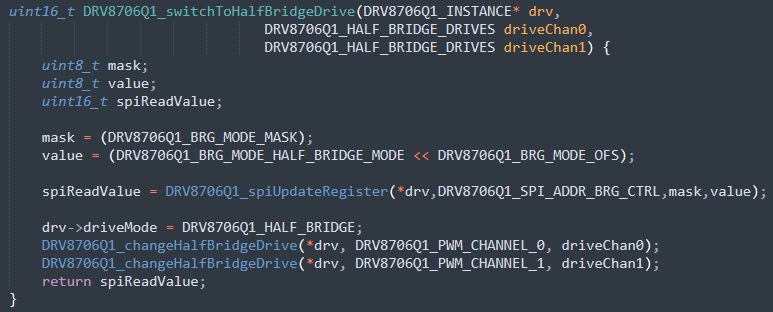 uint16_t DRV8706Q1_switchToHalfBridgeDrive(DRV8706Q1_INSTANCE* drv,
DRV8706Q1_HALF_BRIDGE_DRIVES driveChan0,
DRV8706Q1_HALF_BRIDGE_DRIVES driveChan1) {
uint8_t mask;
uint8_t value;
uint16_t spiReadValue;
mask = (DRV8706Q1_BRG_MODE_MASK);
value = (DRV8706Q1_BRG_MODE_HALF_BRIDGE_MODE << DRV8706Q1_BRG_MODE_OFS);
spiReadValue = DRV8706Q1_spiUpdateRegister(*drv,DRV8706Q1_SPI_ADDR_BRG_CTRL,mask,value);
drv->driveMode = DRV8706Q1_HALF_BRIDGE;
DRV8706Q1_changeHalfBridgeDrive(*drv, DRV8706Q1_PWM_CHANNEL_0, driveChan0);
DRV8706Q1_changeHalfBridgeDrive(*drv, DRV8706Q1_PWM_CHANNEL_1, driveChan1);
return spiReadValue;
}